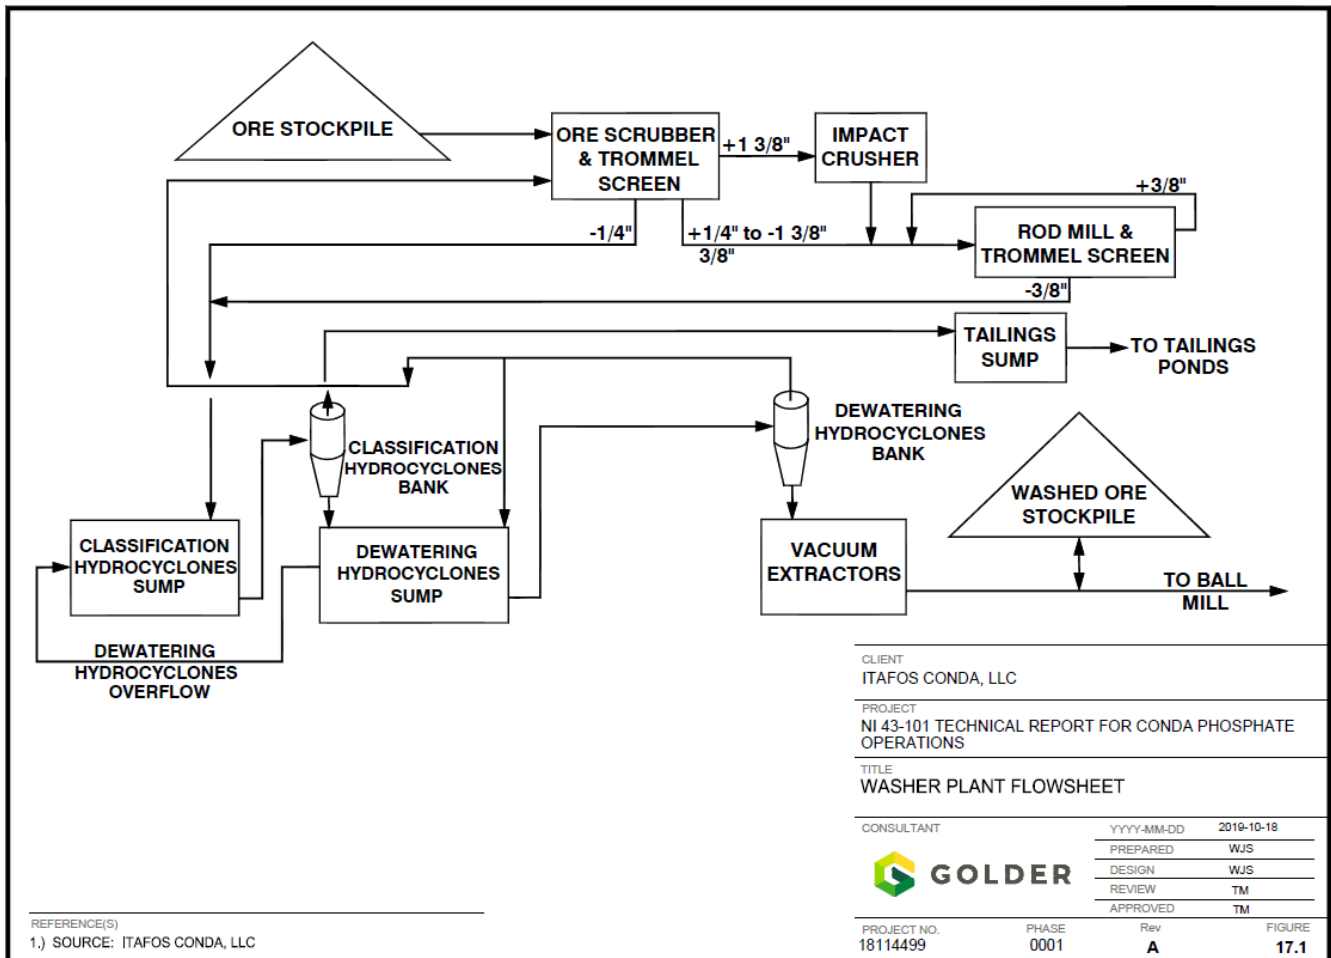 ORE STOCKPILE
ORE SCRUBBER
& TROMMEL
SCREEN
+1 3/8"
IMPACT
CRUSHER
+3/8"
-1/4"
+1/4" to -1 3/8"
3/8"
ROD MILL &
TROMMEL SCREEN
-3/8"
TAILINGS
SUMP
TO TAILINGS
PONDS
CLASSIFICATION
HYDROCYCLONES
BANK
DEWATERING
HYDROCYCLONES
BANK
WASHED ORE
STOCKPILE
CLASSIFICATION
HYDROCYCLONES
SUMP
DEWATERING
HYDROCYCLONES
SUMP
VACUUM
EXTRACTORS
TO BALL
MILL
DEWATERING
HYDROCYCLONES
OVERFLOW
CLIENT
ITAFOS CONDA, LLC
PROJECT
NI 43-101 TECHNICAL REPORT FOR CONDA PHOSPHATE
OPERATIONS
TITLE
WASHER PLANT FLOWSHEET
CONSULTANT
GOLDER
YYYY-MM-DD 2019-10-18
PREPARED WJS
DESIGN WJS
REVIEW TM
APPROVED TM
PROJECT NO. PHASE Rev FIGURE
18114499 0001 A 17.1
REFERENCE(S)
1.) SOURCE: ITAFOS CONDA, LLC